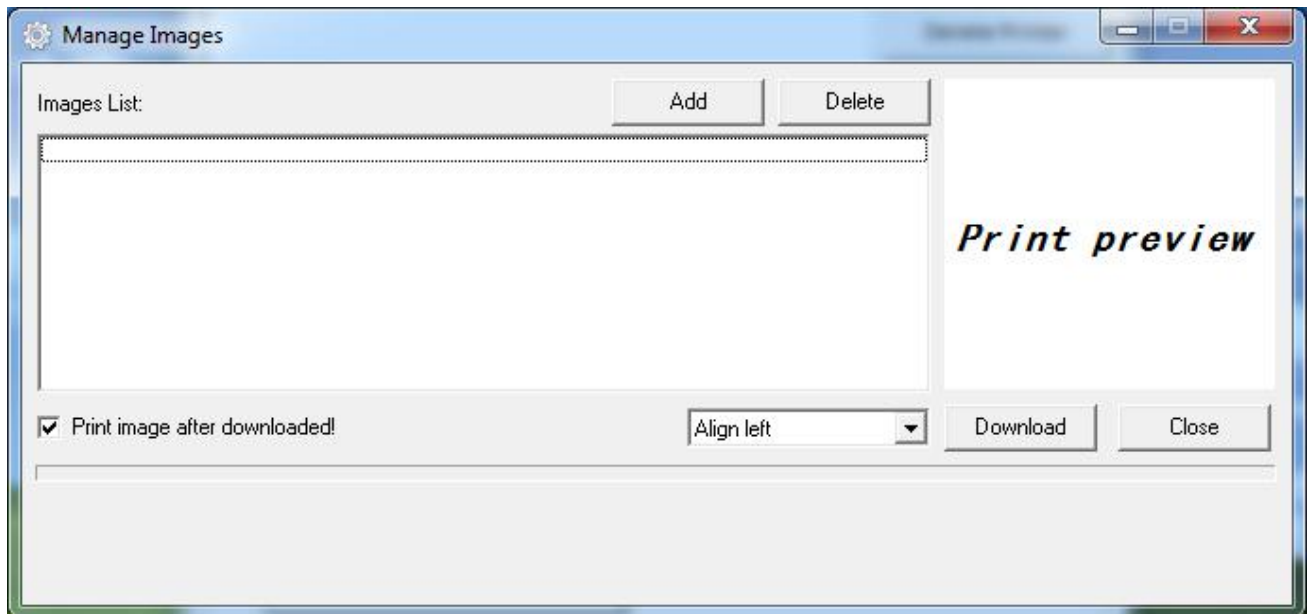 Manage Images
Images List:
Add
Delete
Print preview
Print image after downloaded!
Align left
Download
Close